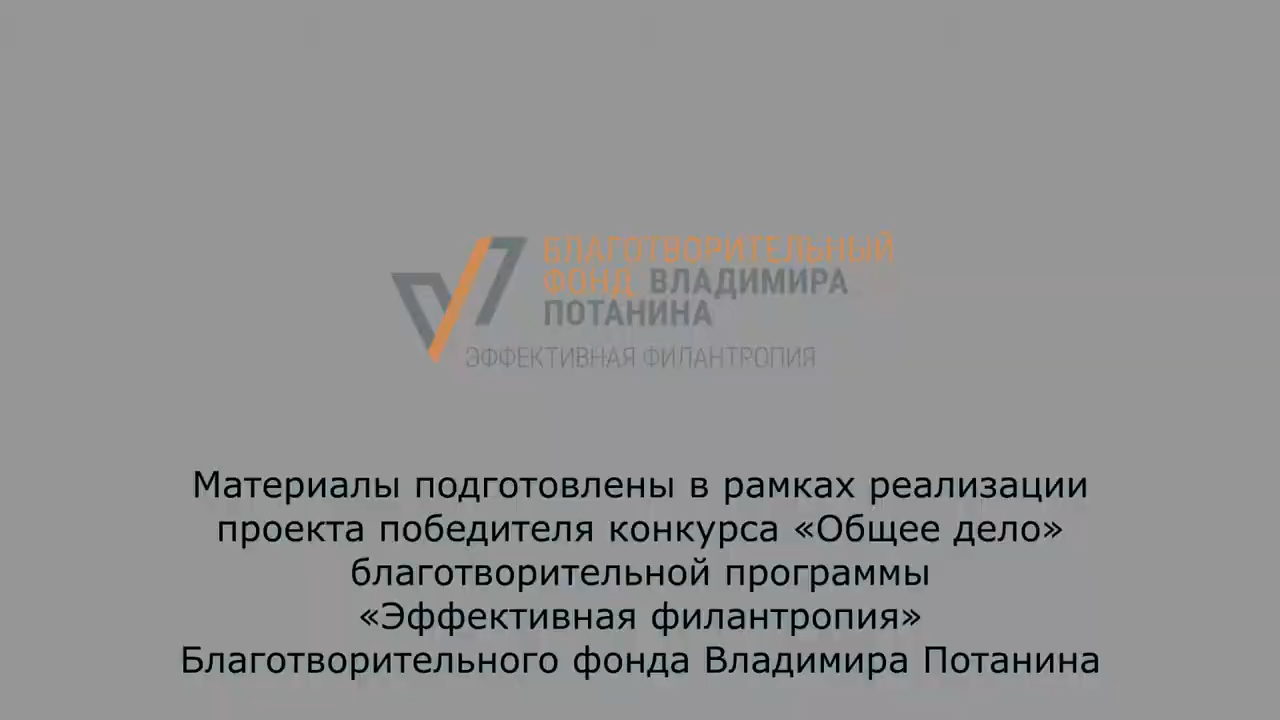 БЛАГОТВОРИТЕЛЬНЫЙ
ФОНД ВЛАДИМИРА
ПОТАНИНА
ЭФФЕКТИВНАЯ ФИЛАНТРОПИЯ
Материалы подготовлены в рамках реализации
проекта победителя конкурса «Общее дело»
благотворительной программы
«Эффективная филантропия»
Благотворительного фонда Владимира Потанина